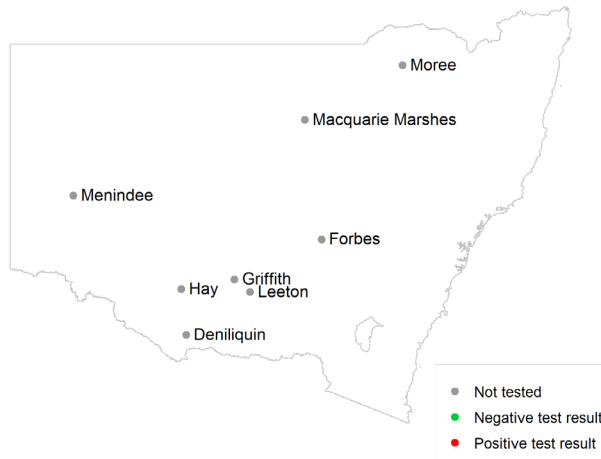 Moree
Macquarie Marshes
Menindee
Forbes
Griffith
Hay
Leeton
Deniliquin
Not tested
Negative test result
Positive test result